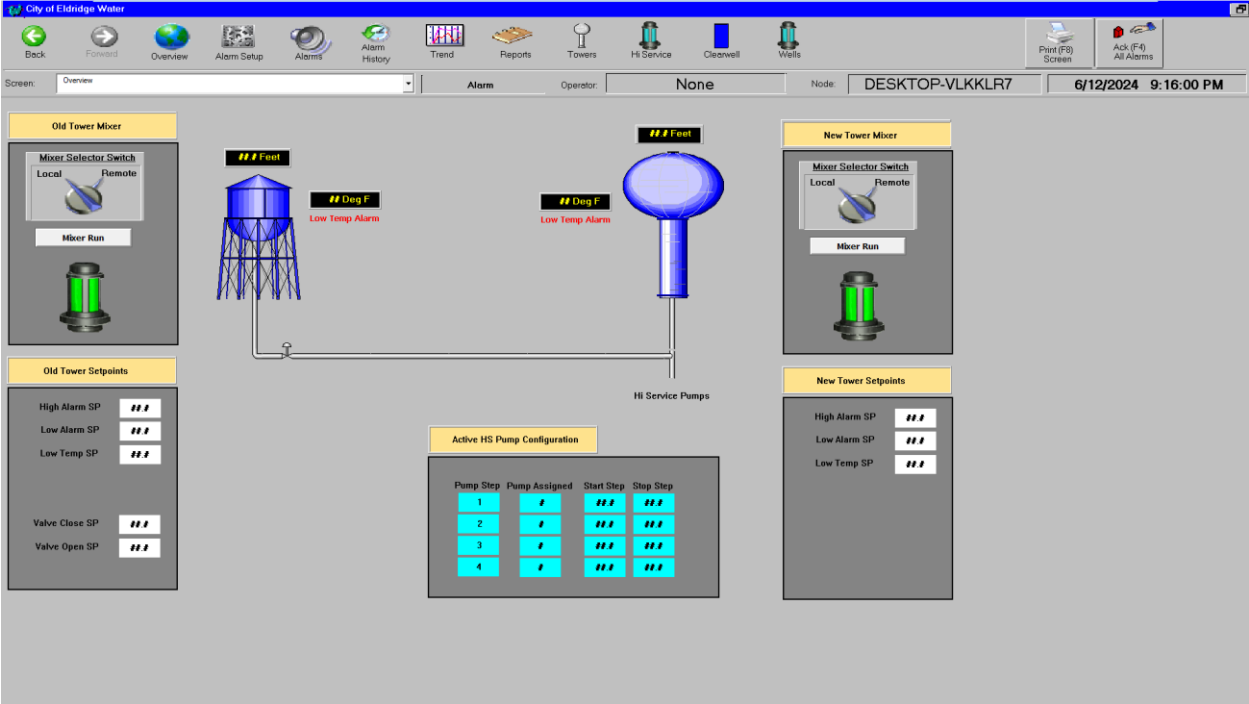 City of Eldridge Water
Back
Forward
Overview
Alarm Setup
Alarms
Alarm History
Trend
Reports
Towers
Hi Service
Clearwell
Wells
Print (F8) Screen
Ack (F4) All Alarms
Screen: Overview
Alarm
Operator: None
Node: DESKTOP-VLKKLR7
6/12/2024 9:16:00 PM
Old Tower Mixer
Mixer Selector Switch
Local Remote
Mixer Run
##.# Feet
## Deg F
Low Temp Alarm
##.# Feet
## Deg F
Low Temp Alarm
New Tower Mixer
Mixer Selector Switch
Local Remote
Mixer Run
Hi Service Pumps
Old Tower Setpoints
High Alarm SP ##.#
Low Alarm SP ##.#
Low Temp SP ##.#
Valve Close SP ##.#
Valve Open SP ##.#
Active HS Pump Configuration
Pump Step Pump Assigned Start Step Stop Step
1 # ##.# ##.#
2 # ##.# ##.#
3 # ##.# ##.#
4 # ##.# ##.#
New Tower Setpoints
High Alarm SP ##.#
Low Alarm SP ##.#
Low Temp SP ##.#